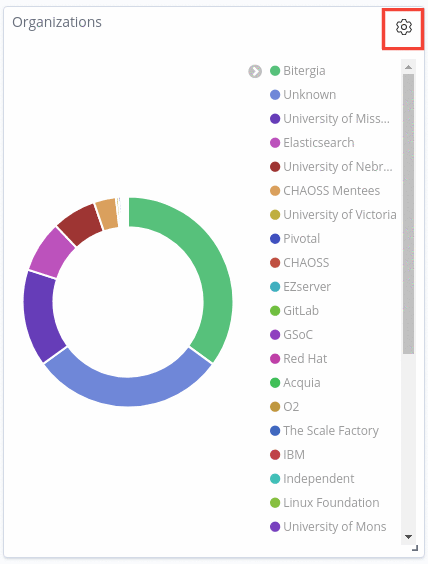 Organizations
Bitergia
Unknown
University of Miss...
Elasticsearch
University of Nebr...
CHAOSS Mentees
University of Victoria
Pivotal
CHAOSS
EZserver
GitLab
GSoC
Red Hat
Acquia
O2
The Scale Factory
IBM
Independent
Linux Foundation
University of Mons